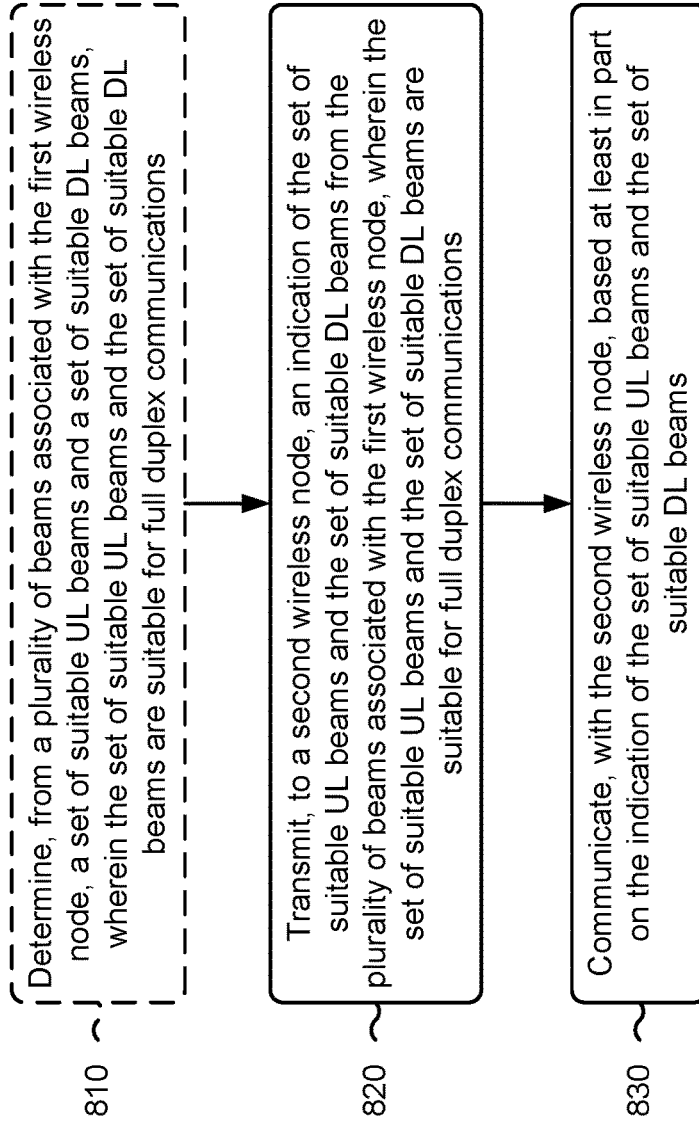 810
Determine, from a plurality of beams associated with the first wireless
node, a set of suitable UL beams and a set of suitable DL beams,
wherein the set of suitable UL beams and the set of suitable DL
beams are suitable for full duplex communications
820
Transmit, to a second wireless node, an indication of the set of
suitable UL beams and the set of suitable DL beams from the
plurality of beams associated with the first wireless node, wherein the
set of suitable UL beams and the set of suitable DL beams are
suitable for full duplex communications
830
Communicate, with the second wireless node, based at least in part
on the indication of the set of suitable UL beams and the set of
suitable DL beams